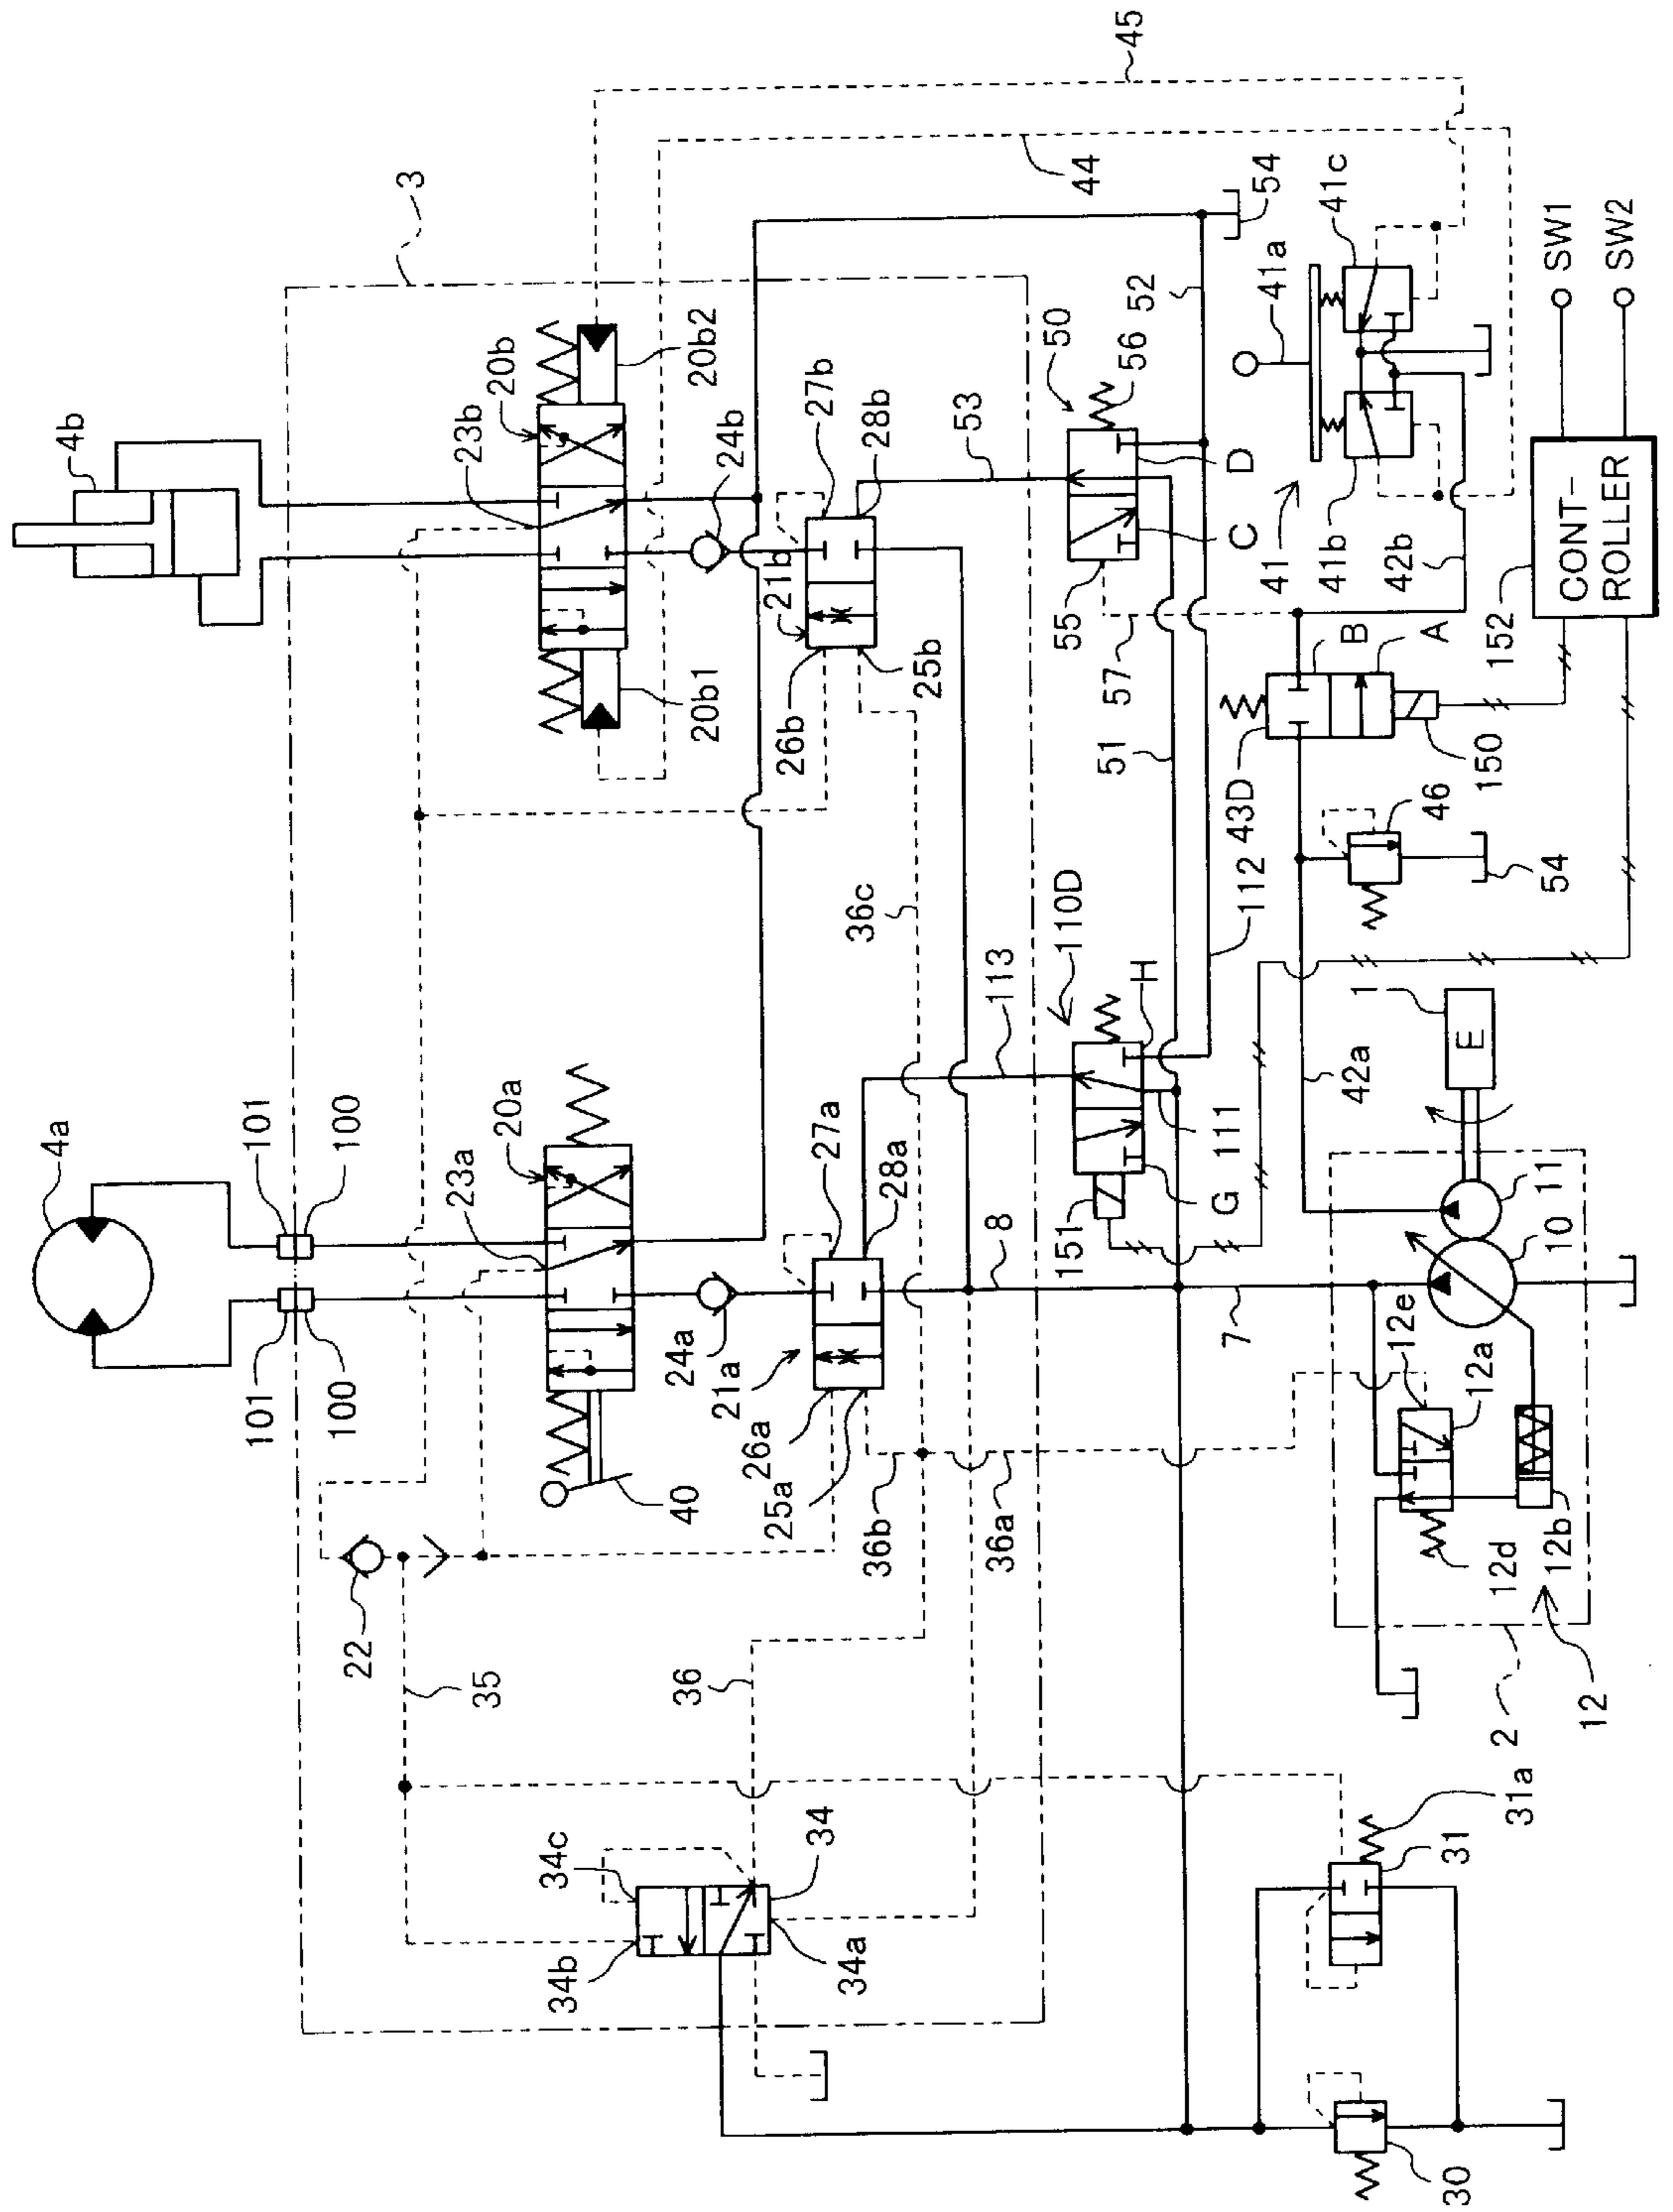 45
3
44
4b
20b
20b2
23b
24b
27b
28b
21b
26b
25b
20b1
53
50
56
52
54
41a
41c
SW1
SW2
D
C
41
41b
42b
CONT-
ROLLER
152
55
57
B
A
51
43D
150
46
54
36c
112
110D
113
H
4a
101
100
20a
23a
27a
28a
101
100
24a
21a
26a
25a
40
36b
36a
8
151
G
111
7
42a
1
E
11
10
12e
12a
12d
12b
12
2
22
35
36
34c
34
34b
34a
31a
31
30